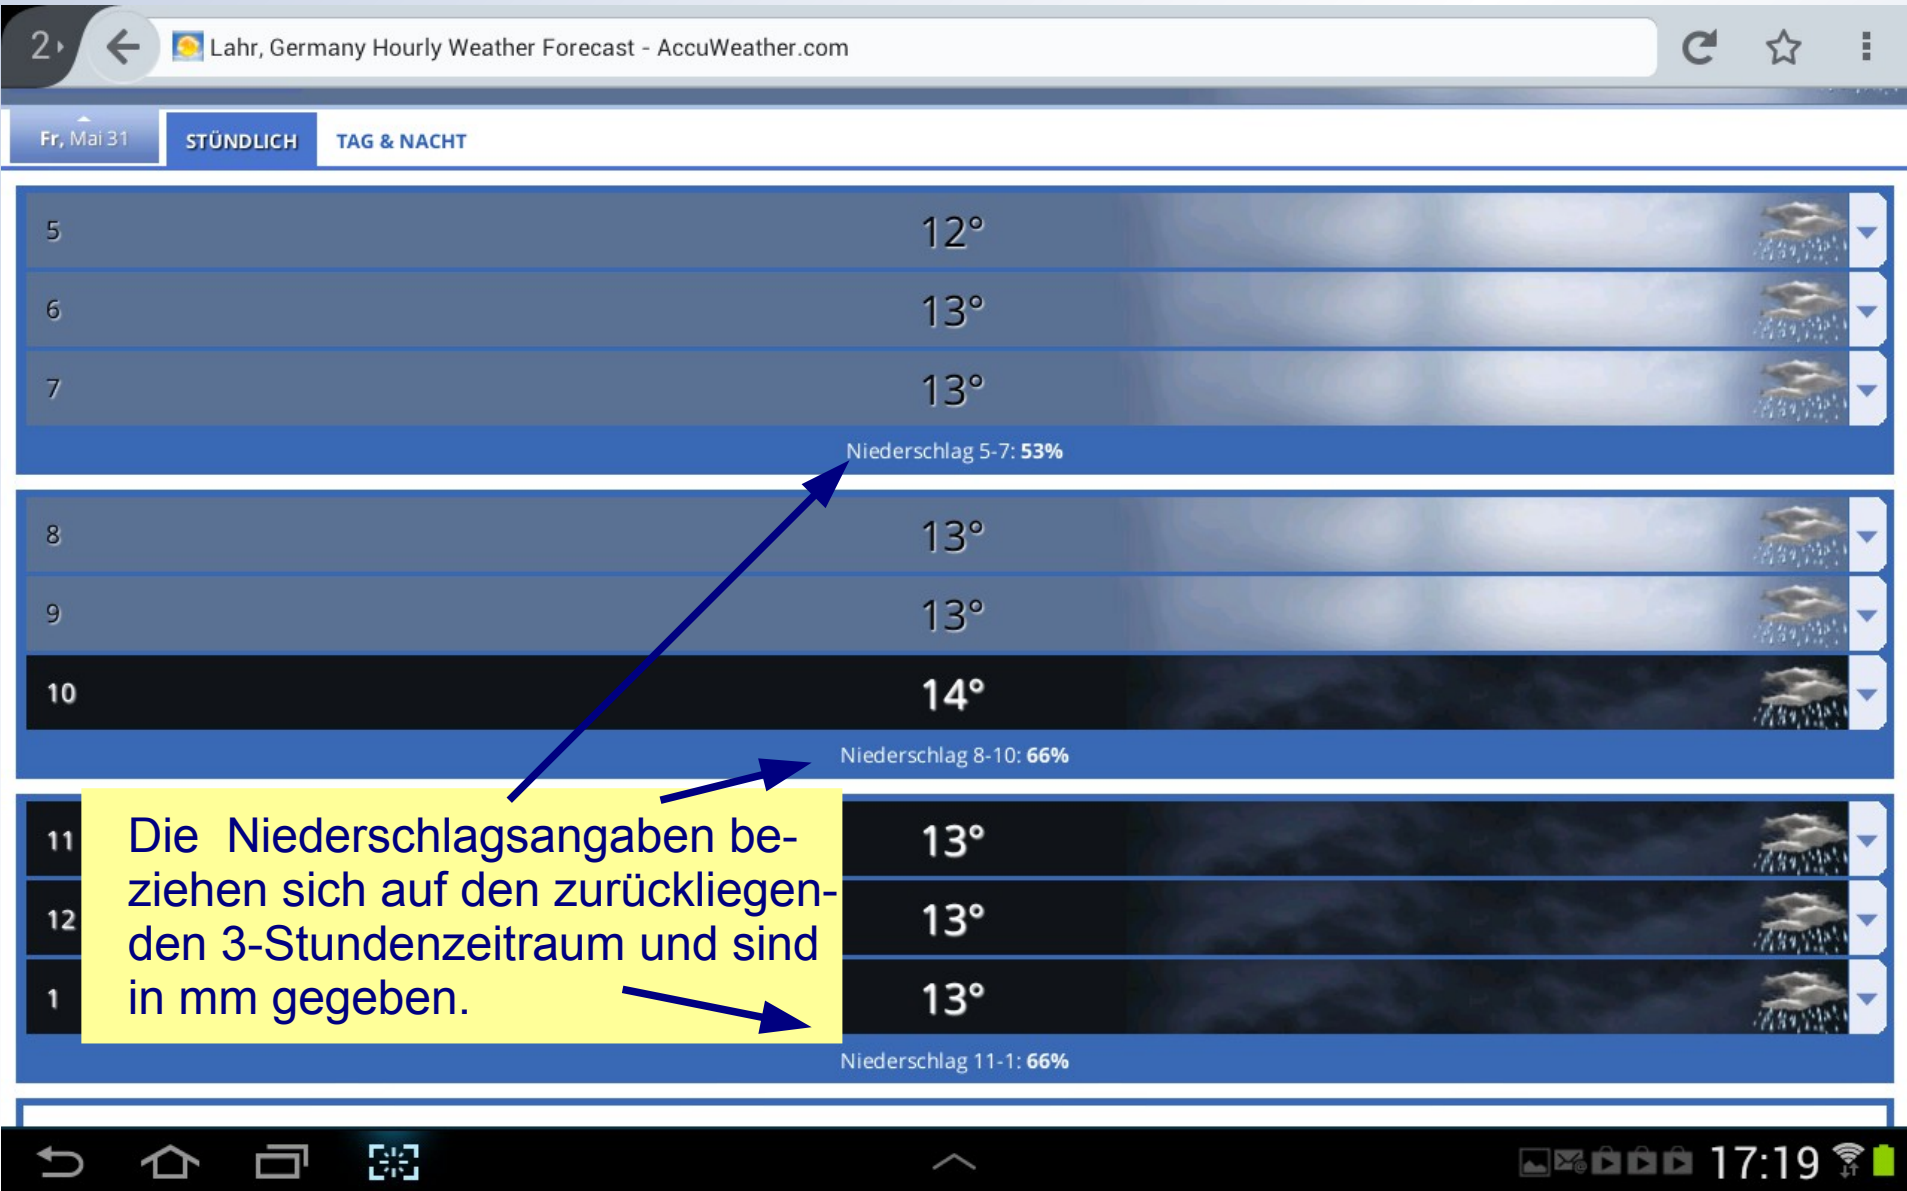 2
Lahr, Germany Hourly Weather Forecast - AccuWeather.com
Fr, Mai 31
STÜNDLICH
TAG & NACHT
5 12°
6 13°
7 13°
Niederschlag 5-7: 53%
8 13°
9 13°
10 14°
Niederschlag 8-10: 66%
11 13°
12 13°
1 13°
Niederschlag 11-1: 66%
Die Niederschlagsangaben be-
ziehen sich auf den zurückliegen-
den 3-Stundenzeitraum und sind
in mm gegeben.
17:19